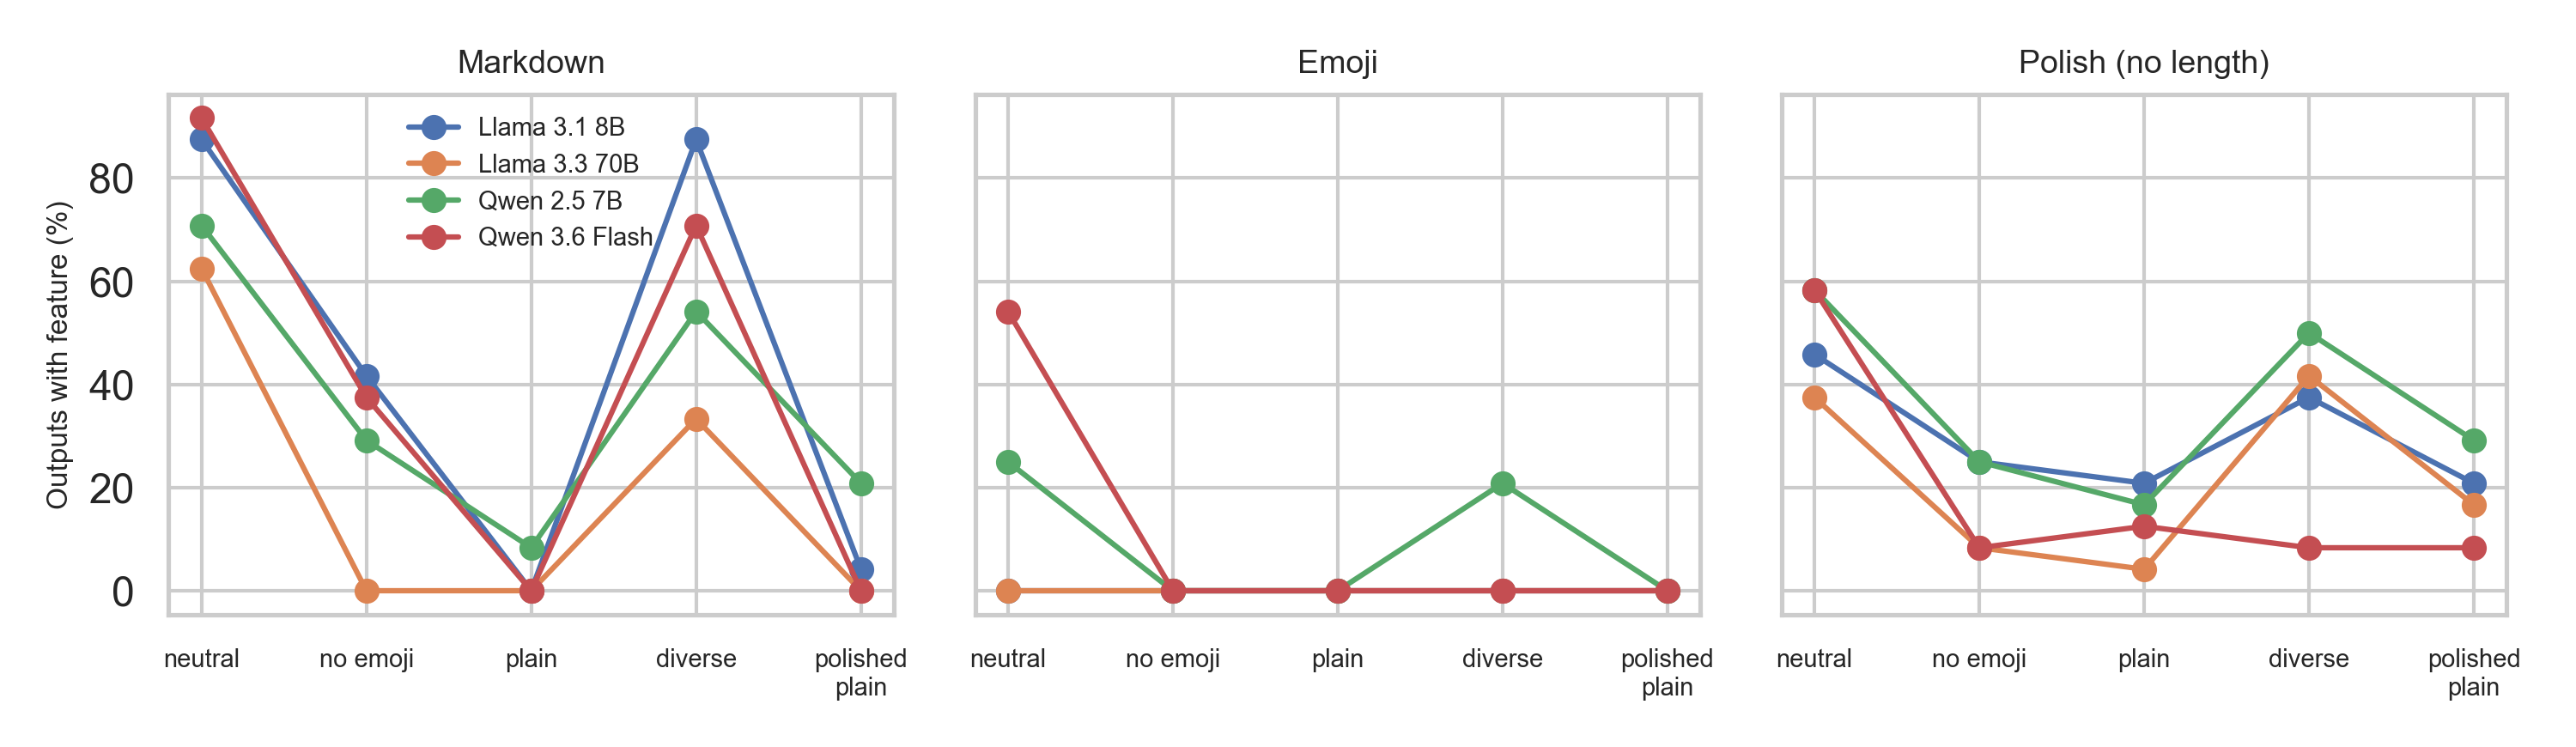 Markdown
Emoji
Polish (no length)
Outputs with feature (%)
80
60
40
20
0
Llama 3.1 8B
Llama 3.3 70B
Qwen 2.5 7B
Qwen 3.6 Flash
neutral
no emoji
plain
diverse
polished
plain
neutral
no emoji
plain
diverse
polished
plain
neutral
no emoji
plain
diverse
polished
plain